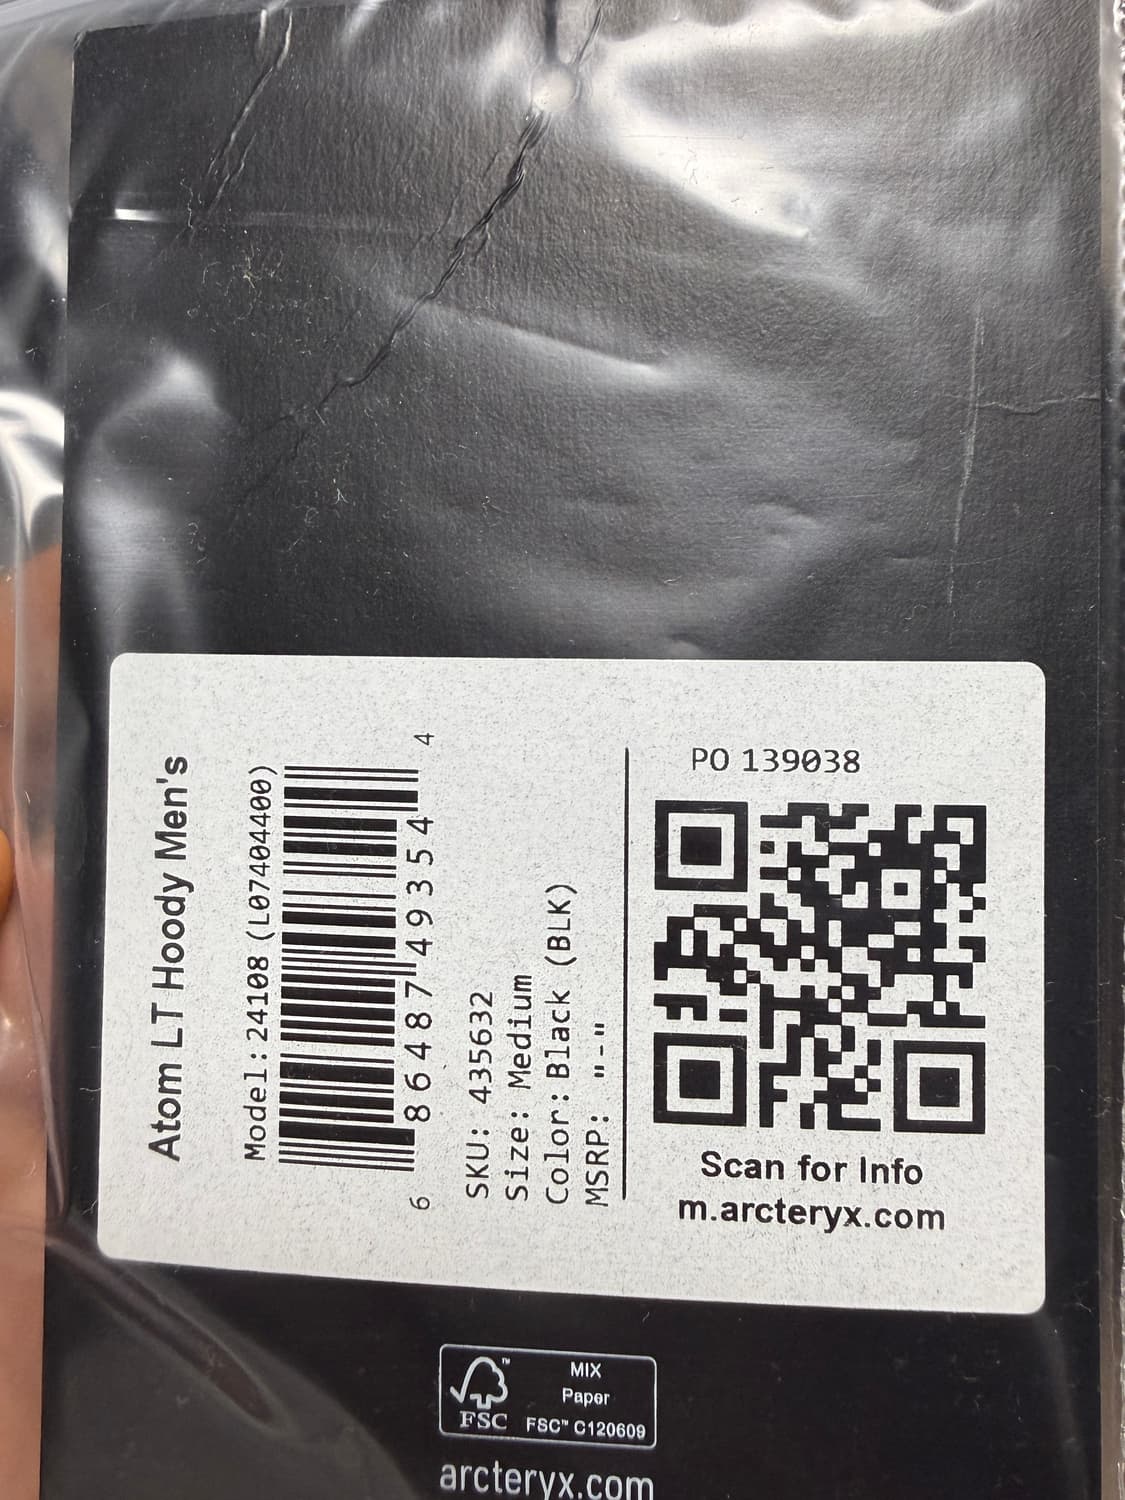 Atom LT Hoody Men's
Model: 24108 (L07404400)
6 86487 49354 4
SKU: 435632
Size: Medium
Color: Black (BLK)
MSRP: "-"
PO 139038
Scan for Info
m.arcteryx.com
FSC™
MIX
Paper
FSC™ C120609
arcteryx.com